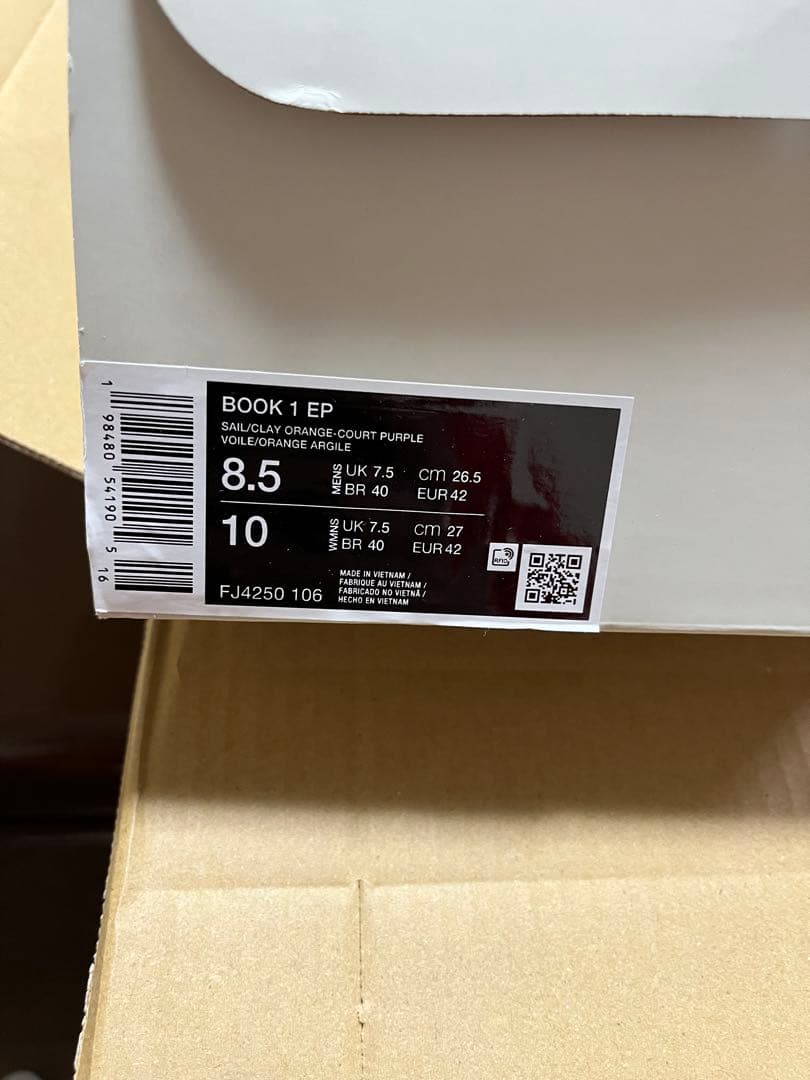 BOOK 1 EP
SAIL/CLAY ORANGE-COURT PURPLE
VOILE/ORANGE ARGILE
8.5 MENS UK 7.5 cm 26.5
BR 40 EUR 42
10 WMNS UK 7.5 cm 27
BR 40 EUR 42
FJ4250 106
MADE IN VIETNAM /
FABRIQUE AU VIETNAM /
FABRICADO NO VIETNÃ /
HECHO EN VIETNAM
RFID
1 98480 54190 5 16